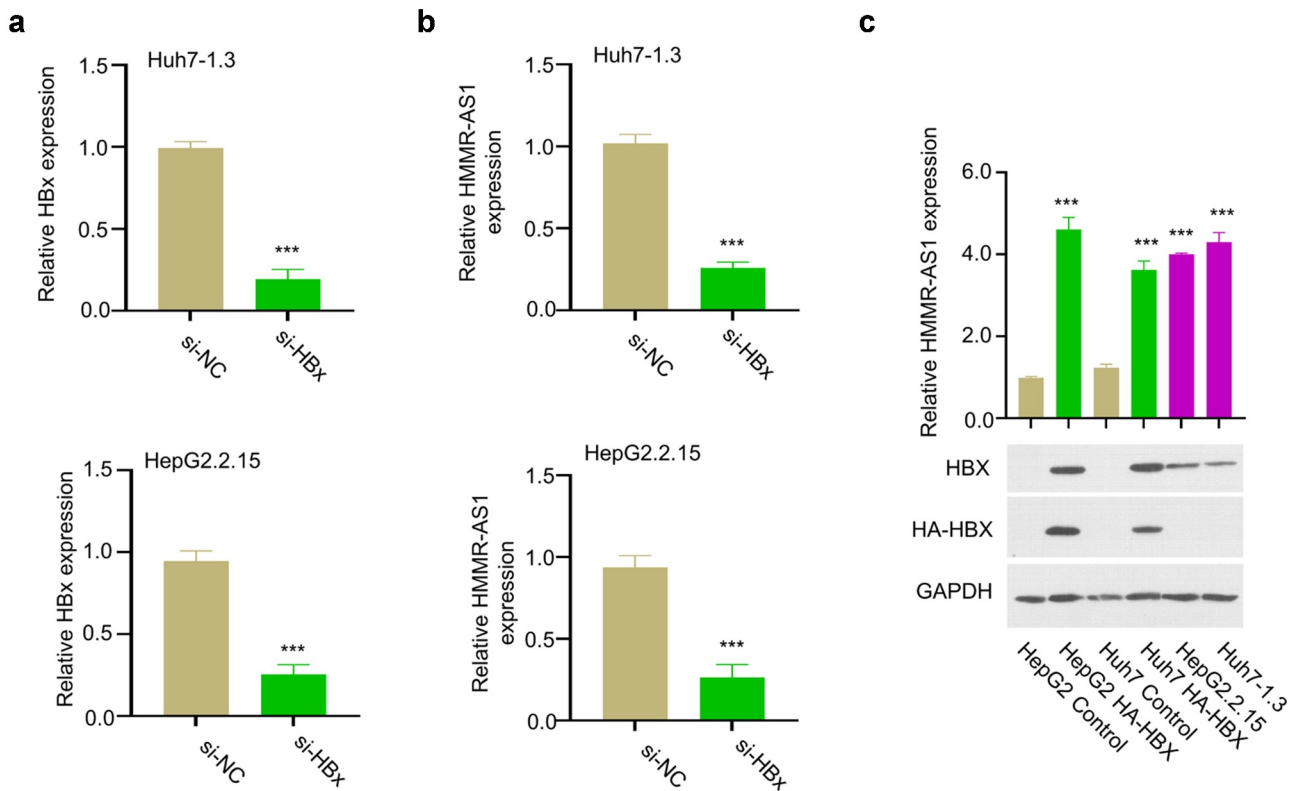 a
Huh7-1.3
Relative HBx expression
1.5
1.0
0.5
0.0
***
si-NC
si-HBx
HepG2.2.15
Relative HBx expression
1.5
1.0
0.5
0.0
***
si-NC
si-HBx
b
Huh7-1.3
Relative HMMR-AS1
expression
1.5
1.0
0.5
0.0
***
si-NC
si-HBx
HepG2.2.15
Relative HMMR-AS1
expression
1.5
1.0
0.5
0.0
***
si-NC
si-HBx
c
Relative HMMR-AS1 expression
6.0
4.0
2.0
0.0
***
***
***
***
HBX
HA-HBX
GAPDH
HepG2 Control
HepG2 HA-HBX
Huh7 Control
Huh7 HA-HBX
HepG2.2.15
Huh7-1.3